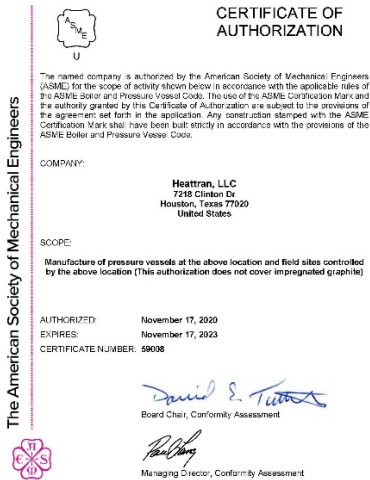 CERTIFICATE OF
AUTHORIZATION
ASME
U
The named company is authorized by the American Society of Mechanical Engineers
(ASME) for the scope of activity shown below in accordance with the applicable rules of
the ASME Boiler and Pressure Vessel Code. The use of the ASME Certification Mark and
the authority granted by this Certificate of Authorization are subject to the provisions of
the agreement set forth in the application. Any construction stamped with the ASME
Certification Mark shall have been built strictly in accordance with the provisions of the
ASME Boiler and Pressure Vessel Code.
COMPANY:
Heattran, LLC
7218 Clinton Dr
Houston, Texas 77020
United States
SCOPE:
Manufacture of pressure vessels at the above location and field sites controlled
by the above location (This authorization does not cover impregnated graphite)
AUTHORIZED: November 17, 2020
EXPIRES: November 17, 2023
CERTIFICATE NUMBER: 59008
David E.
Board Chair, Conformity Assessment
Managing Director, Conformity Assessment
The American Society of Mechanical Engineers
ASME